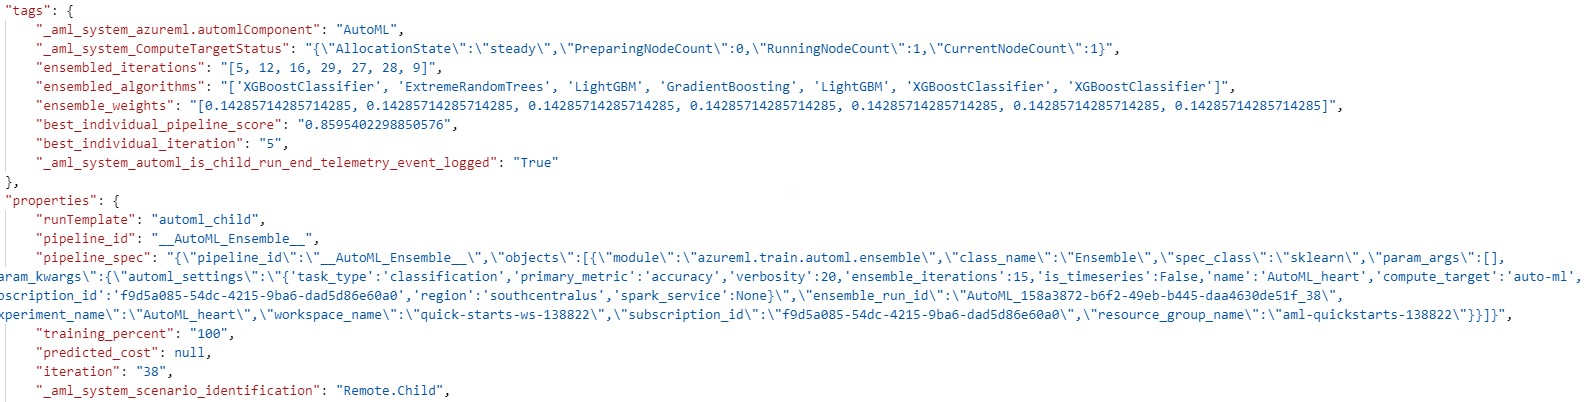 "tags": {
"_aml_system_azureml.automlComponent": "AutoML",
"_aml_system_ComputeTargetStatus": "{\"AllocationState\":\"steady\",\"PreparingNodeCount\":0,\"RunningNodeCount\":1,\"CurrentNodeCount\":1}",
"ensembled_iterations": "[5, 12, 16, 29, 27, 28, 9]",
"ensembled_algorithms": "['XGBoostClassifier', 'ExtremeRandomTrees', 'LightGBM', 'GradientBoosting', 'LightGBM', 'XGBoostClassifier', 'XGBoostClassifier']",
"ensemble_weights": "[0.14285714285714285, 0.14285714285714285, 0.14285714285714285, 0.14285714285714285, 0.14285714285714285, 0.14285714285714285, 0.14285714285714285]",
"best_individual_pipeline_score": "0.8595402298850576",
"best_individual_iteration": "5",
"_aml_system_automl_is_child_run_end_telemetry_event_logged": "True"
},
"properties": {
"runTemplate": "automl_child",
"pipeline_id": "__AutoML_Ensemble__",
"pipeline_spec": "{\"pipeline_id\":\"__AutoML_Ensemble__\",\"objects\":[{\"module\":\"azureml.train.automl.ensemble\",\"class_name\":\"Ensemble\",\"spec_class\":\"sklearn\",\"param_args\":[],
aram_kwargs\":{\"automl_settings\":\"{'task_type':'classification','primary_metric':'accuracy','verbosity':20,'ensemble_iterations':15,'is_timeseries':False,'name':'AutoML_heart','compute_target':'auto-ml',
bscription_id':'f9d5a085-54dc-4215-9ba6-dad5d86e60a0','region':'southcentralus','spark_service':None}\",\"ensemble_run_id\":\"AutoML_158a3872-b6f2-49eb-b445-daa4630de51f_38\",
xperiment_name\":\"AutoML_heart\",\"workspace_name\":\"quick-starts-ws-138822\",\"subscription_id\":\"f9d5a085-54dc-4215-9ba6-dad5d86e60a0\",\"resource_group_name\":\"aml-quickstarts-138822\"}}]}",
"training_percent": "100",
"predicted_cost": null,
"iteration": "38",
"_aml_system_scenario_identification": "Remote.Child",